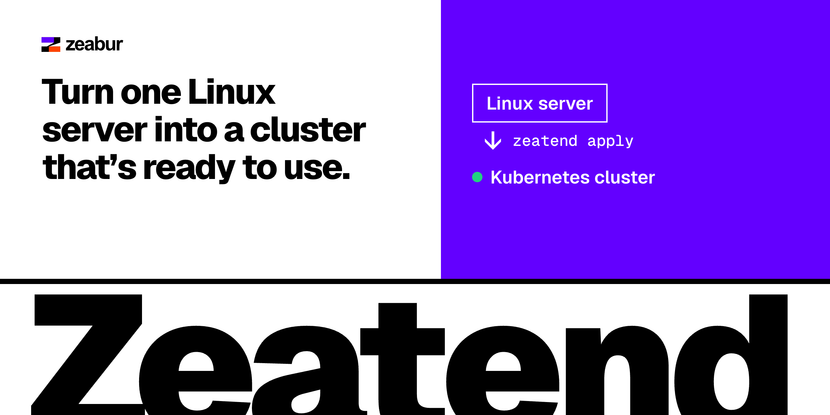 zeabur
Turn one Linux
server into a cluster
that’s ready to use.
Linux server
zeatend apply
Kubernetes cluster
Zeatend